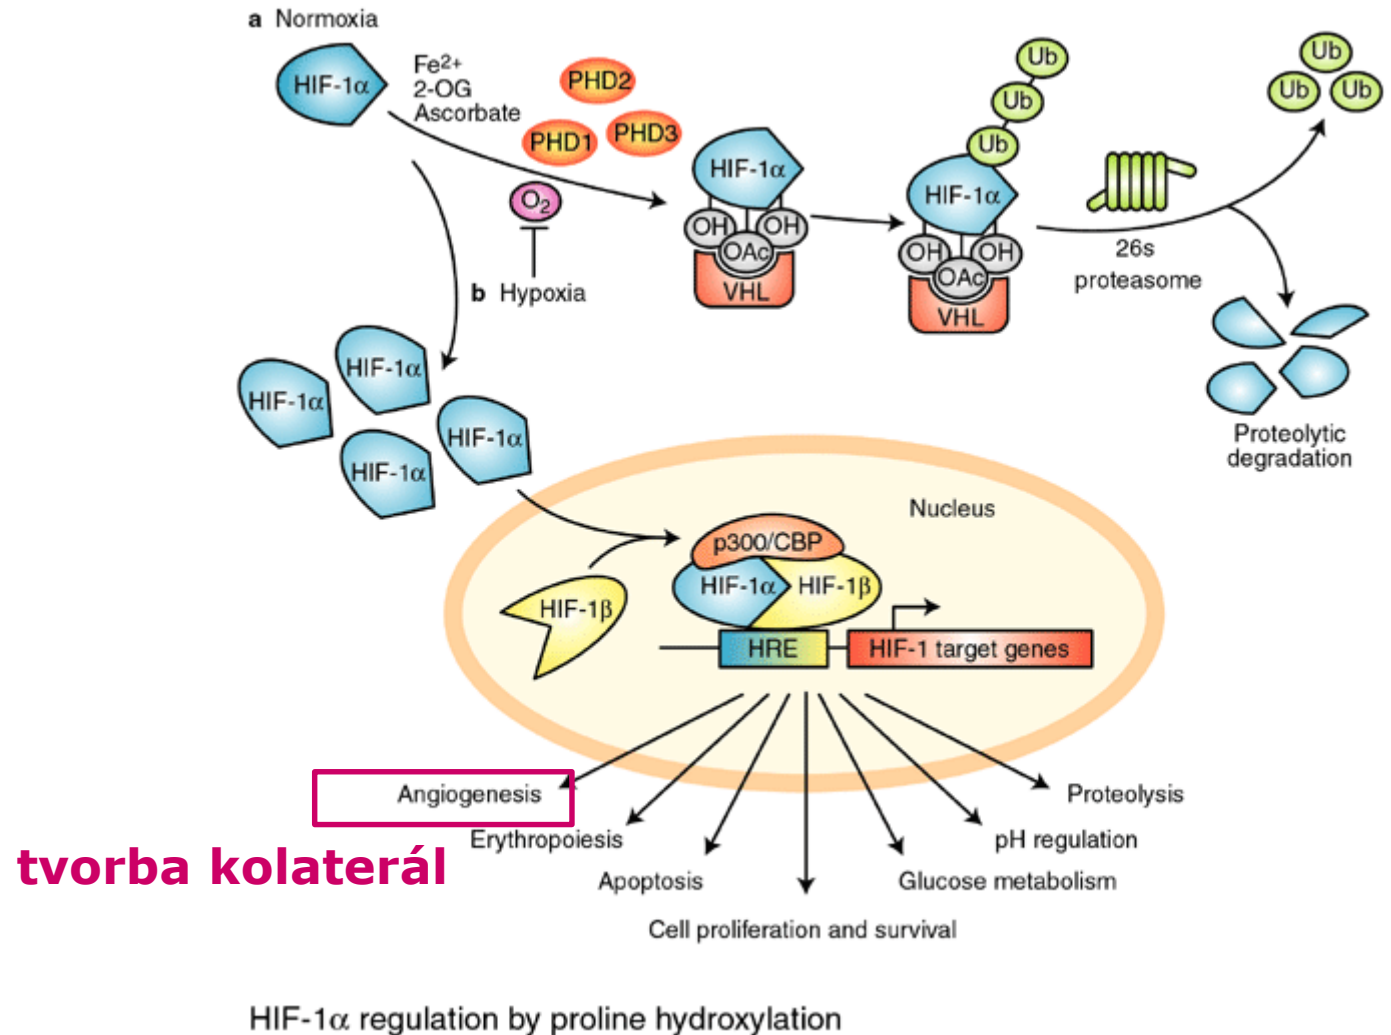 a Normoxia
HIF-1α
Fe2+
2-OG
Ascorbate
PHD2
PHD1
PHD3
O2
HIF-1α
OH
OH
OAc
VHL
Ub
Ub
Ub
HIF-1α
OH
OH
OAc
VHL
26s
proteasome
Ub
Ub
Ub
Proteolytic
degradation
b Hypoxia
HIF-1α
HIF-1α
HIF-1α
HIF-1α
Nucleus
p300/CBP
HIF-1α
HIF-1β
HIF-1β
HRE
HIF-1 target genes
Angiogenesis
tvorba kolaterál
Erythropoiesis
Apoptosis
Cell proliferation and survival
Glucose metabolism
pH regulation
Proteolysis
HIF-1α regulation by proline hydroxylation